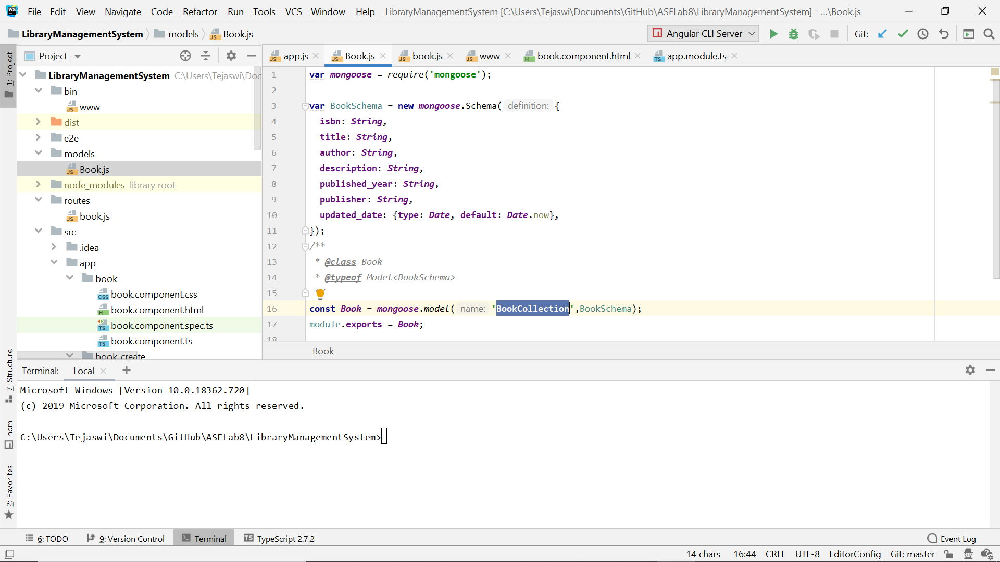 WS File Edit View Navigate Code Refactor Run Tools VCS Window Help LibraryManagementSystem [C:\Users\Tejaswi\Documents\GitHub\ASELab8\LibraryManagementSystem] - ...\Book.js
LibraryManagementSystem models Book.js Angular CLI Server Git:
1: Project
Project
app.js Book.js book.js www book.component.html app.module.ts
LibraryManagementSystem C:\Users\Tejaswi\Doc
bin
www
dist
e2e
models
Book.js
node_modules library root
routes
book.js
src
.idea
app
book
book.component.css
book.component.html
book.component.spec.ts
book.component.ts
book-create
1 var mongoose = require('mongoose');
2
3 var BookSchema = new mongoose.Schema( definition: {
4 isbn: String,
5 title: String,
6 author: String,
7 description: String,
8 published_year: String,
9 publisher: String,
10 updated_date: {type: Date, default: Date.now},
11 });
12 /**
13 * @class Book
14 * @typeof Model<BookSchema>
15
16 const Book = mongoose.model( name: 'BookCollection',BookSchema);
17 module.exports = Book;
18
Book
7: Structure
npm
2: Favorites
Terminal: Local
Microsoft Windows [Version 10.0.18362.720]
(c) 2019 Microsoft Corporation. All rights reserved.
C:\Users\Tejaswi\Documents\GitHub\ASELab8\LibraryManagementSystem>
6: TODO 9: Version Control Terminal TS TypeScript 2.7.2 Event Log
14 chars 16:44 CRLF UTF-8 EditorConfig Git: master